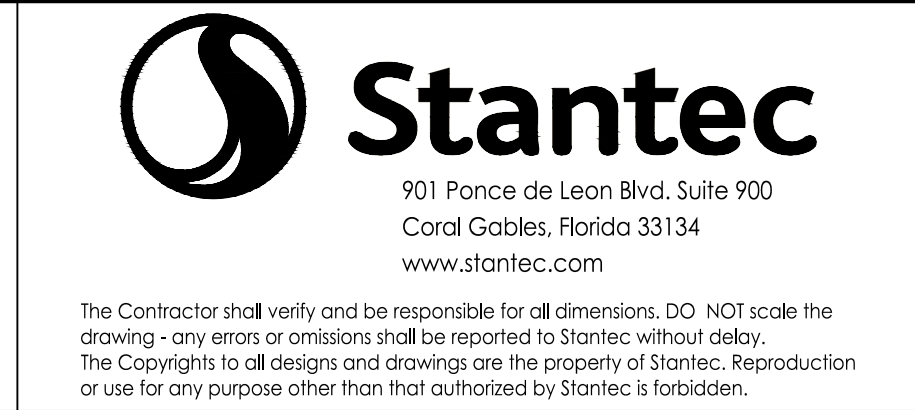 Stantec
901 Ponce de Leon Blvd. Suite 900
Coral Gables, Florida 33134
www.stantec.com
The Contractor shall verify and be responsible for all dimensions. DO  NOT scale the
drawing - any errors or omissions shall be reported to Stantec without delay.
The Copyrights to all designs and drawings are the property of Stantec. Reproduction
or use for any purpose other than that authorized by Stantec is forbidden.